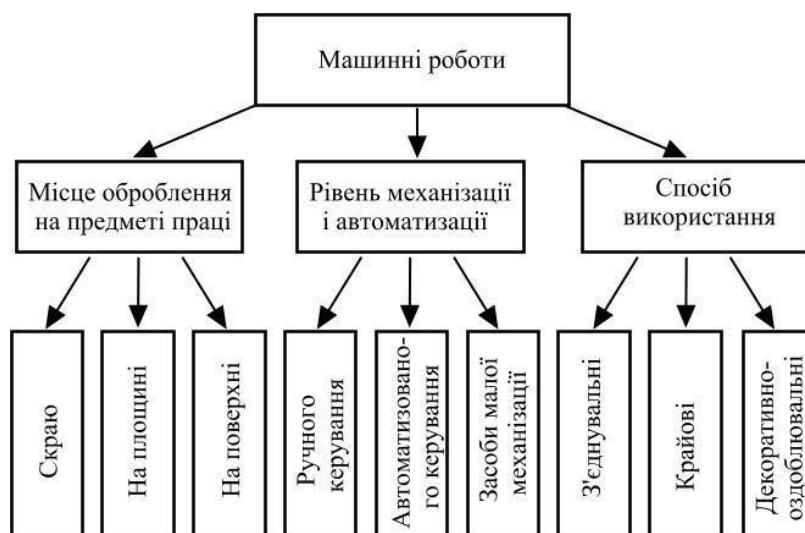 Машинні роботи
Місце оброблення
на предметі праці
Рівень механізації
і автоматизації
Спосіб
використання
Скраю
На площині
На поверхні
Ручного
керування
Автоматизовано-
го керування
Засоби малої
механізації
З'єднувальні
Крайові
Декоративно-
оздоблювальні